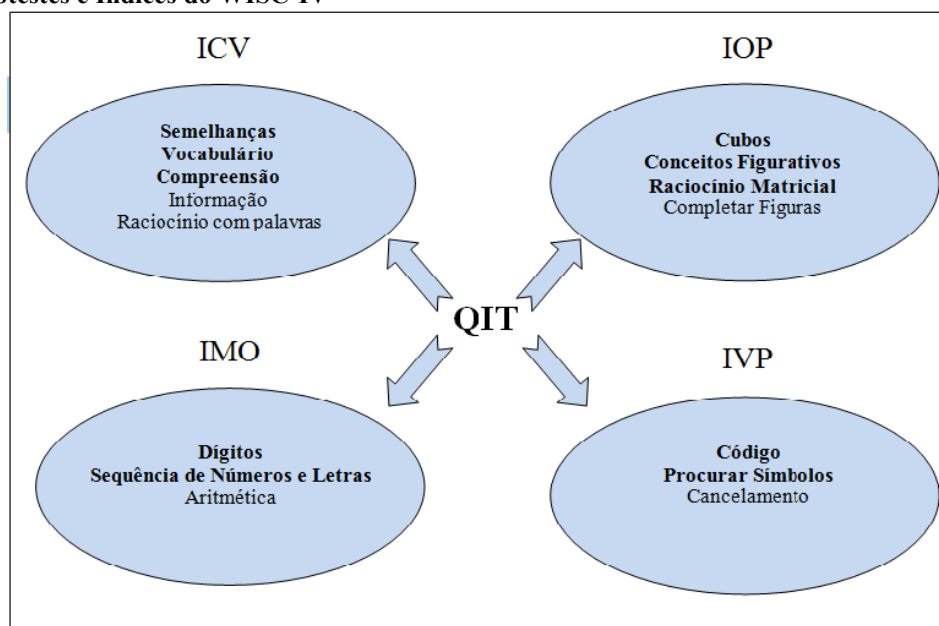 e Índices do WISC-IV
ICV
Semelhanças
Vocabulário
Compreensão
Informação
Raciocínio com palavras
IOP
Cubos
Conceitos Figurativos
Raciocínio Matricial
Completar Figuras
QIT
IMO
Dígitos
Sequência de Números e Letras
Aritmética
IVP
Código
Procurar Símbolos
Cancelamento